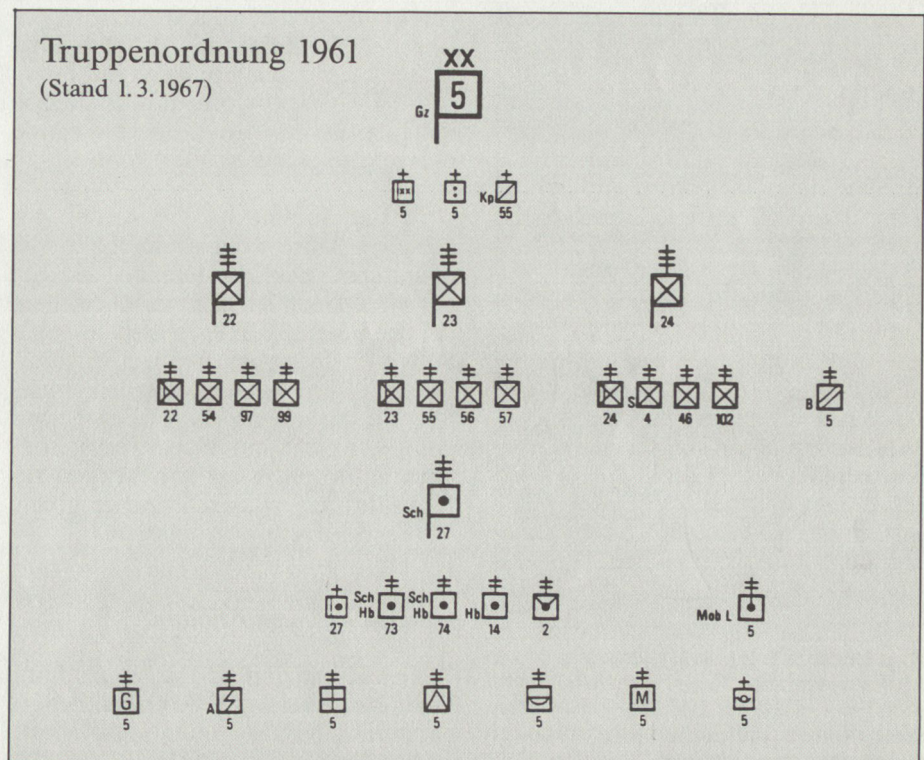 Truppenordnung 1961
(Stand 1.3.1967)
XX
5
Gz
xx
Kp
5 5 55
22 23 24
S B
22 54 97 99 23 55 56 57 24 4 46 102 5
Sch
27
Sch Sch
Hb Hb Hb Mob L
27 73 74 14 2 5
G A M
5 5 5 5 5 5 5